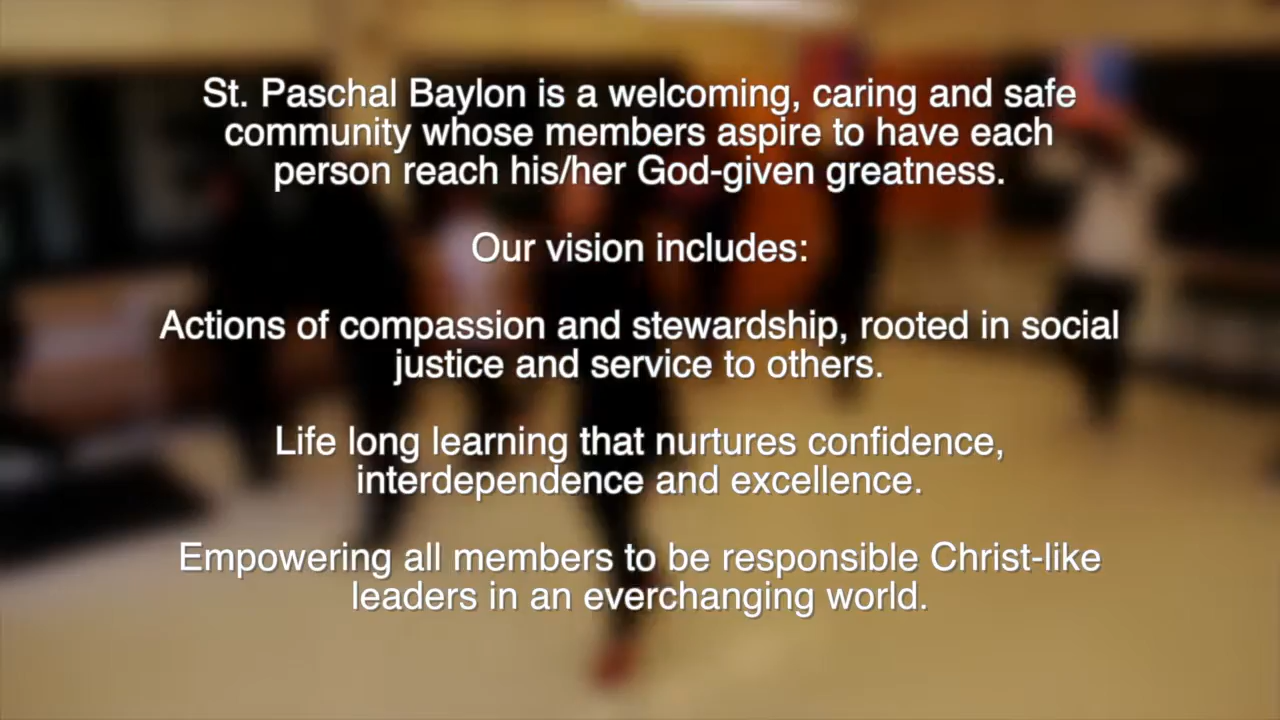 St. Paschal Baylon is a welcoming, caring and safe
community whose members aspire to have each
person reach his/her God-given greatness.
Our vision includes:
Actions of compassion and stewardship, rooted in social
justice and service to others.
Life long learning that nurtures confidence,
interdependence and excellence.
Empowering all members to be responsible Christ-like
leaders in an everchanging world.